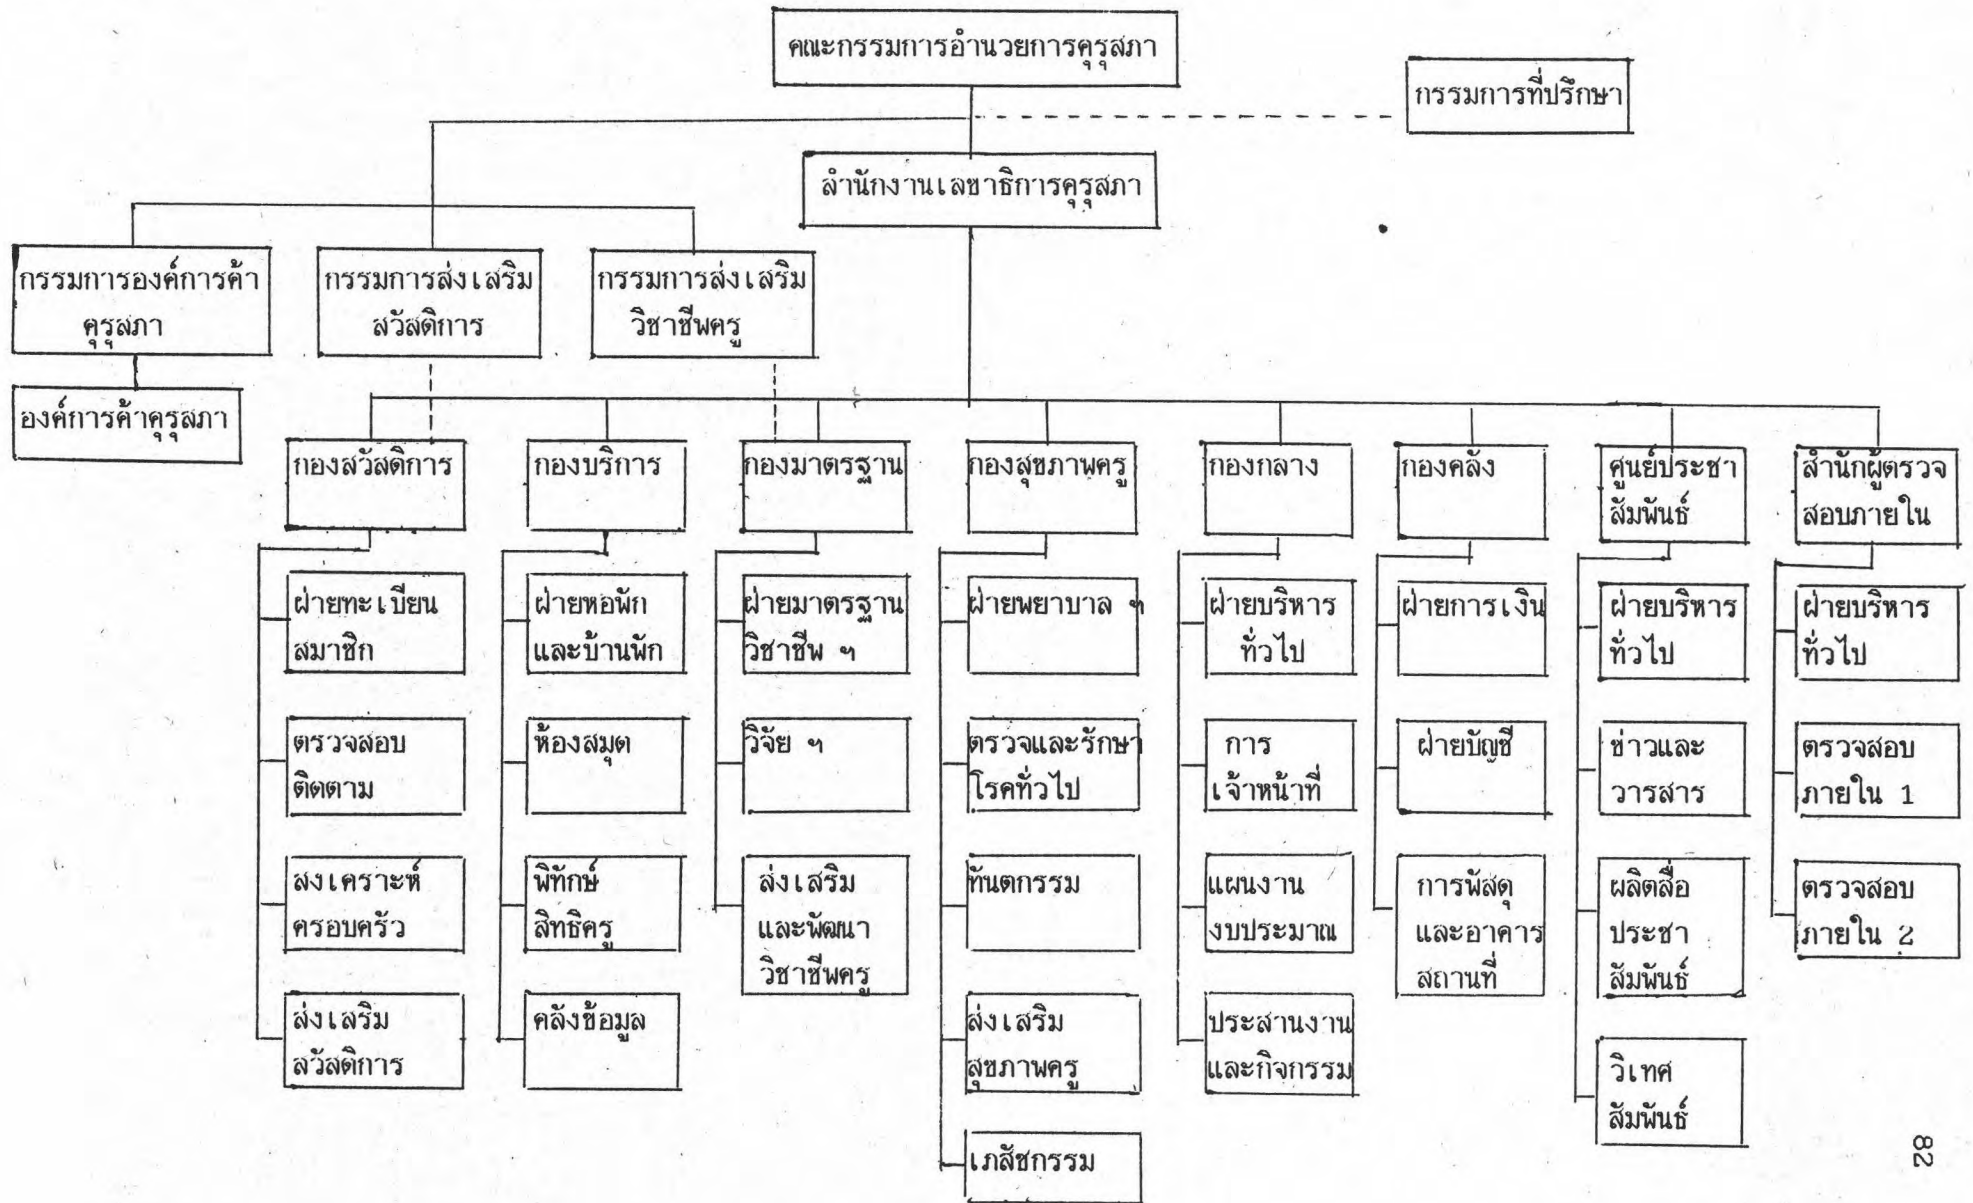 คณะกรรมการอำนวยการคุรุสภา
กรรมการที่ปรึกษา
สำนักงานเลขาธิการคุรุสภา
กรรมการองค์การค้า
คุรุสภา
กรรมการส่งเสริม
สวัสดิการ
กรรมการส่งเสริม
วิชาชีพครู
องค์การค้าคุรุสภา
กองสวัสดิการ
ฝ่ายทะเบียน
สมาชิก
ตรวจสอบ
ติดตาม
สงเคราะห์
ครอบครัว
ส่งเสริม
สวัสดิการ
กองบริการ
ฝ่ายหอพัก
และบ้านพัก
ห้องสมุด
พิทักษ์
สิทธิครู
คลังข้อมูล
กองมาตรฐาน
ฝ่ายมาตรฐาน
วิชาชีพ ฯ
วิจัย ฯ
ส่งเสริม
และพัฒนา
วิชาชีพครู
กองสุขภาพครู
ฝ่ายพยาบาล ฯ
ตรวจและรักษา
โรคทั่วไป
ทันตกรรม
ส่งเสริม
สุขภาพครู
เภสัชกรรม
กองกลาง
ฝ่ายบริหาร
ทั่วไป
การ
เจ้าหน้าที่
แผนงาน
งบประมาณ
ประสานงาน
และกิจกรรม
กองคลัง
ฝ่ายการเงิน
ฝ่ายบัญชี
การพัสดุ
และอาคาร
สถานที่
ศูนย์ประชา
สัมพันธ์
ฝ่ายบริหาร
ทั่วไป
ข่าวและ
วารสาร
ผลิตสื่อ
ประชา
สัมพันธ์
วิเทศ
สัมพันธ์
สำนักผู้ตรวจ
สอบภายใน
ฝ่ายบริหาร
ทั่วไป
ตรวจสอบ
ภายใน 1
ตรวจสอบ
ภายใน 2
82